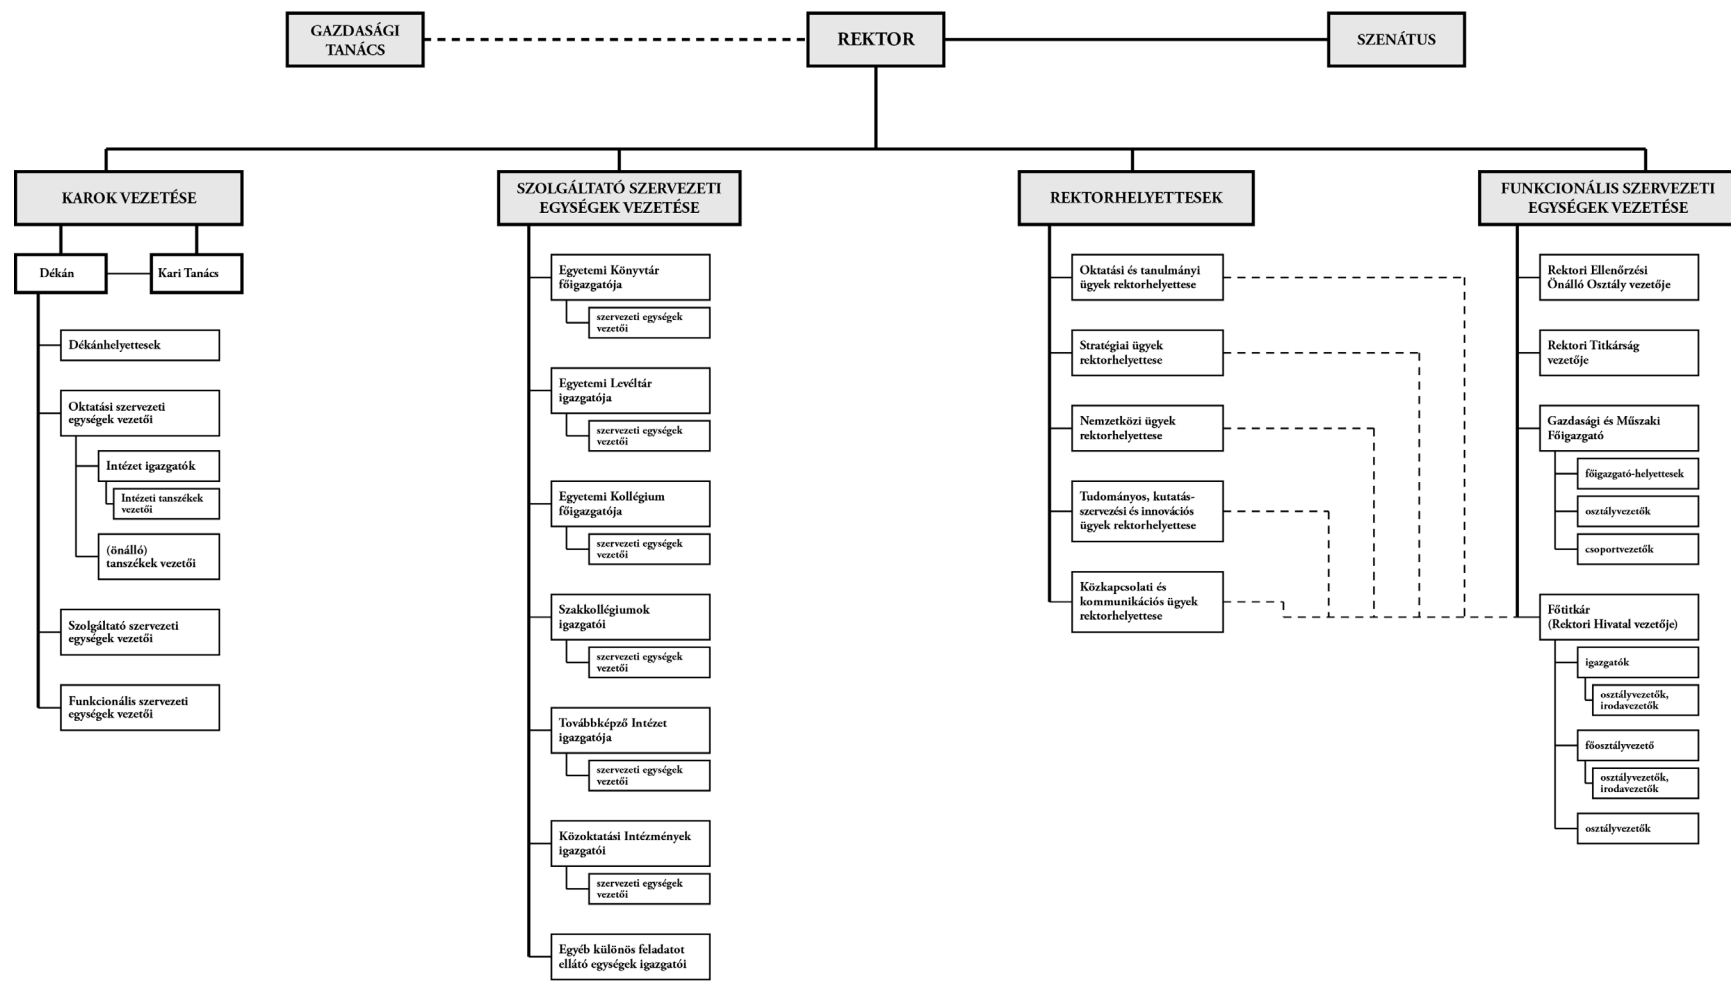 GAZDASÁGI
TANÁCS
REKTOR
SZENÁTUS
KAROK VEZETÉSE
Dékán
Kari Tanács
Dékánhelyettesek
Oktatási szervezeti
egységek vezetői
Intézet igazgatók
Intézeti tanszékek
vezetői
(önálló)
tanszékek vezetői
Szolgáltató szervezeti
egységek vezetői
Funkcionális szervezeti
egységek vezetői
SZOLGÁLTATÓ SZERVEZETI
EGYSÉGEK VEZETÉSE
Egyetemi Könyvtár
főigazgatója
szervezeti egységek
vezetői
Egyetemi Levéltár
igazgatója
szervezeti egységek
vezetői
Egyetemi Kollégium
főigazgatója
szervezeti egységek
vezetői
Szakkollégiumok
igazgatói
szervezeti egységek
vezetői
Továbbképző Intézet
igazgatója
szervezeti egységek
vezetői
Közoktatási Intézmények
igazgatói
szervezeti egységek
vezetői
Egyéb különös feladatot
ellátó egységek igazgatói
REKTORHELYETTESEK
Oktatási és tanulmányi
ügyek rektorhelyettese
Stratégiai ügyek
rektorhelyettese
Nemzetközi ügyek
rektorhelyettese
Tudományos, kutatás-
szervezési és innovációs
ügyek rektorhelyettese
Közkapcsolati és
kommunikációs ügyek
rektorhelyettese
FUNKCIONÁLIS SZERVEZETI
EGYSÉGEK VEZETÉSE
Rektori Ellenőrzési
Önálló Osztály vezetője
Rektori Titkárság
vezetője
Gazdasági és Műszaki
Főigazgató
főigazgató-helyettesek
osztályvezetők
csoportvezetők
Főtitkár
(Rektori Hivatal vezetője)
igazgatók
osztályvezetők,
irodavezetők
főosztályvezető
osztályvezetők,
irodavezetők
osztályvezetők